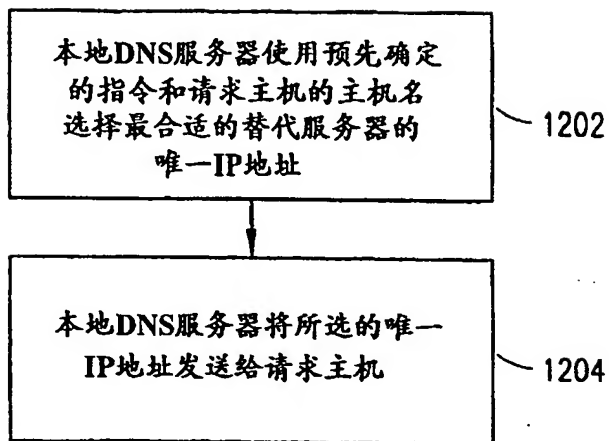 本地DNS服务器使用预先确定
的指令和请求主机的主机名
选择最合适的替代服务器的
唯一IP地址
1202
本地DNS服务器将所选的唯一
IP地址发送给请求主机
1204